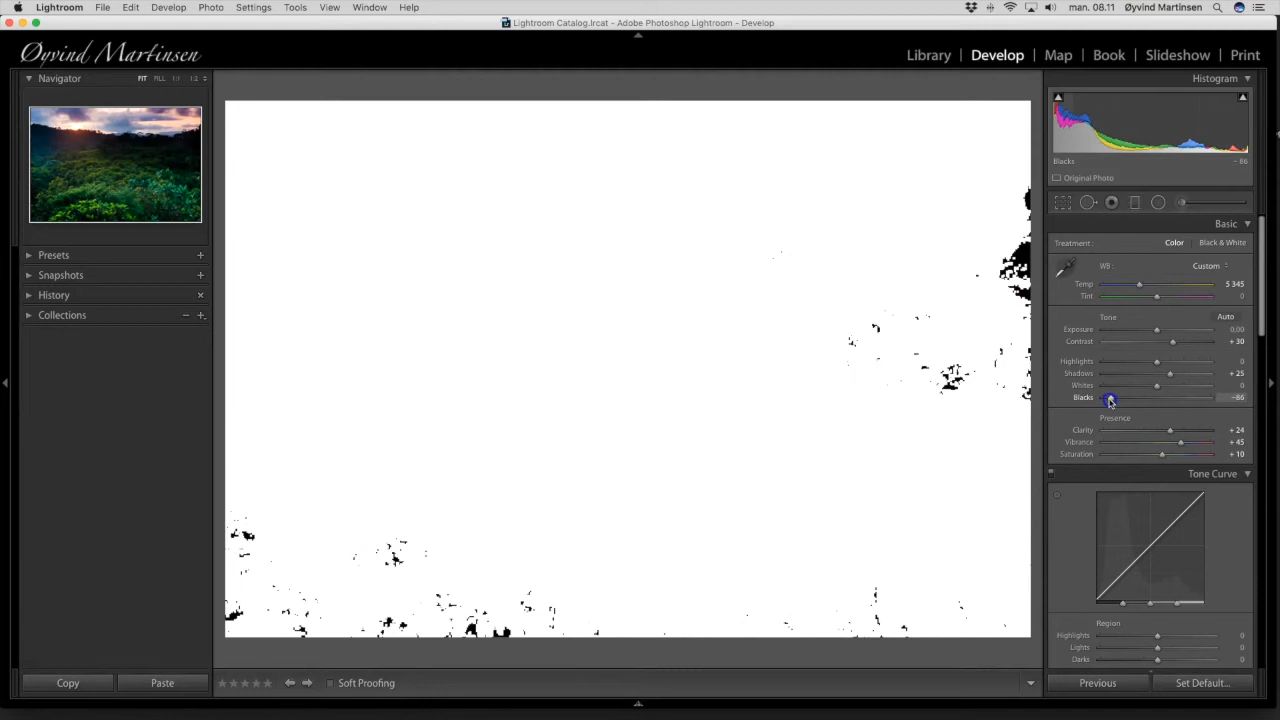 Lightroom File Edit Develop Photo Settings Tools View Window Help man. 08.11 Øyvind Martinsen
Lightroom Catalog.lrcat - Adobe Photoshop Lightroom - Develop
Øyvind Martinsen
Library | Develop | Map | Book | Slideshow | Print
Navigator FIT FILL 1:1 1:2
Presets
Snapshots
History
Collections
Copy Paste
Soft Proofing
Histogram
Blacks - 86
Original Photo
Basic
Treatment : Color Black & White
WB : Custom
Temp 5 345
Tint 0
Tone Auto
Exposure 0,00
Contrast + 30
Highlights 0
Shadows + 25
Whites 0
Blacks −86
Presence
Clarity + 24
Vibrance + 45
Saturation + 10
Tone Curve
Region
Highlights 0
Lights 0
Darks 0
Previous Set Default...